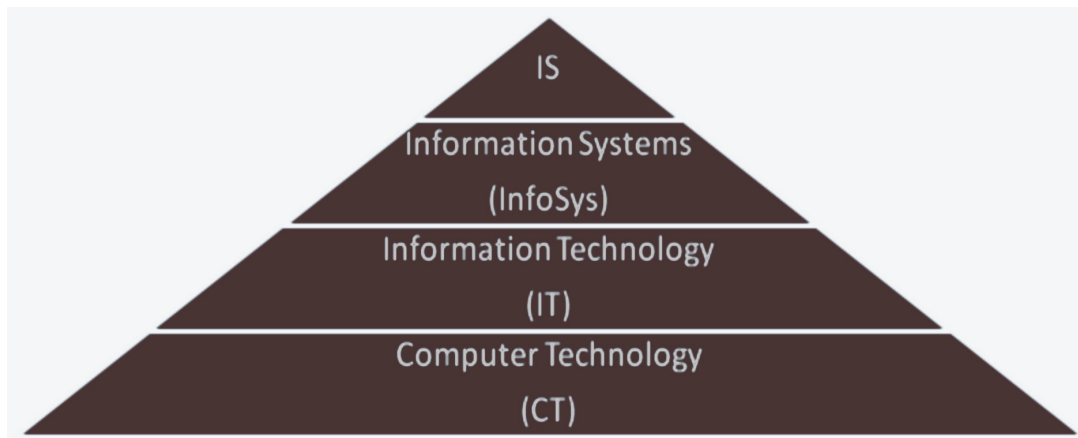 IS
Information Systems
(InfoSys)
Information Technology
(IT)
Computer Technology
(CT)